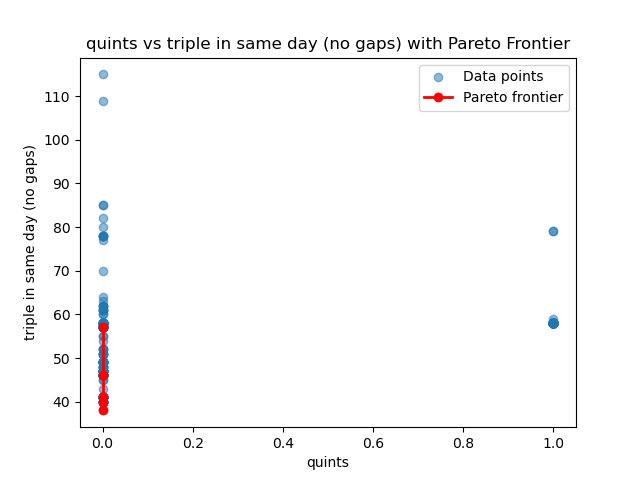 quints vs triple in same day (no gaps) with Pareto Frontier
Data points
Pareto frontier
triple in same day (no gaps)
110
100
90
80
70
60
50
40
0.0 0.2 0.4 0.6 0.8 1.0
quints